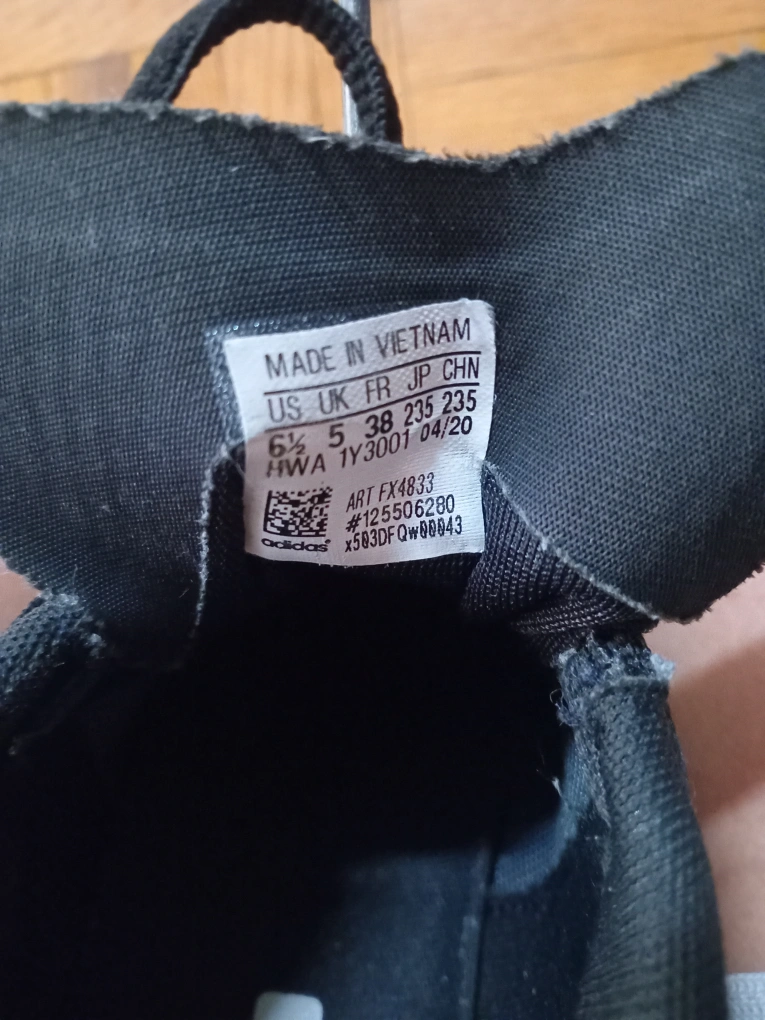 MADE IN VIETNAM
US UK FR JP CHN
6½ 5 38 235 235
HWA 1Y3001 04/20
ART FX4833
#125506280
x503DFQw00043
adidas